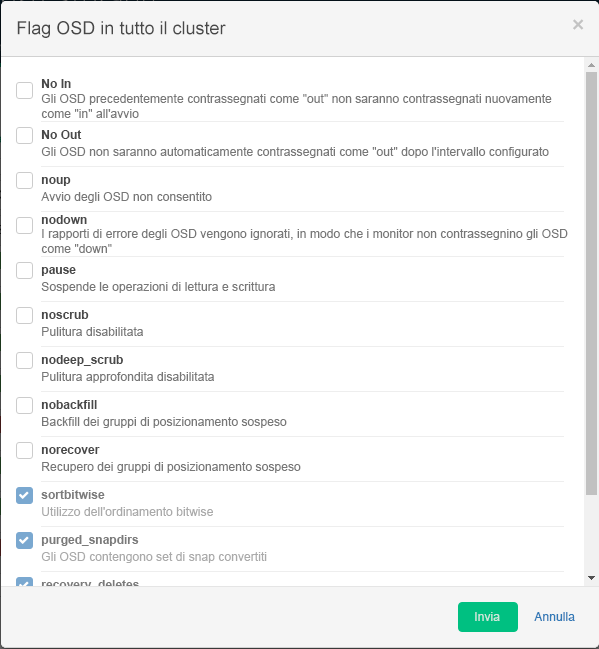 Flag OSD in tutto il cluster
×
No In
Gli OSD precedentemente contrassegnati come "out" non saranno contrassegnati nuovamente
come "in" all'avvio
No Out
Gli OSD non saranno automaticamente contrassegnati come "out" dopo l'intervallo configurato
noup
Avvio degli OSD non consentito
nodown
I rapporti di errore degli OSD vengono ignorati, in modo che i monitor non contrassegnino gli OSD
come "down"
pause
Sospende le operazioni di lettura e scrittura
noscrub
Pulitura disabilitata
nodeep_scrub
Pulitura approfondita disabilitata
nobackfill
Backfill dei gruppi di posizionamento sospeso
norecover
Recupero dei gruppi di posizionamento sospeso
sortbitwise
Utilizzo dell'ordinamento bitwise
purged_snapdirs
Gli OSD contengono set di snap convertiti
recovery_deletes
Invia
Annulla